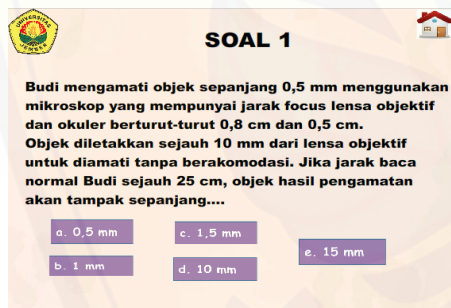 UNIVERSITAS
JEMBER
SOAL 1
Budi mengamati objek sepanjang 0,5 mm menggunakan
mikroskop yang mempunyai jarak focus lensa objektif
dan okuler berturut-turut 0,8 cm dan 0,5 cm.
Objek diletakkan sejauh 10 mm dari lensa objektif
untuk diamati tanpa berakomodasi. Jika jarak baca
normal Budi sejauh 25 cm, objek hasil pengamatan
akan tampak sepanjang....
a. 0,5 mm
c. 1,5 mm
e. 15 mm
b. 1 mm
d. 10 mm